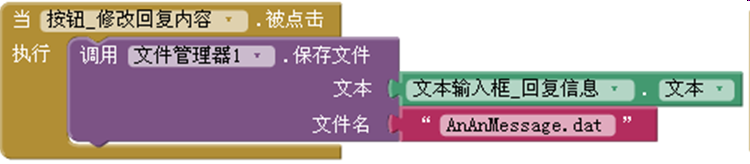 当 按钮_修改回复内容 .被点击
执行 调用 文件管理器1 .保存文件
文本 文本输入框_回复信息 . 文本
文件名 “ AnAnMessage.dat ”